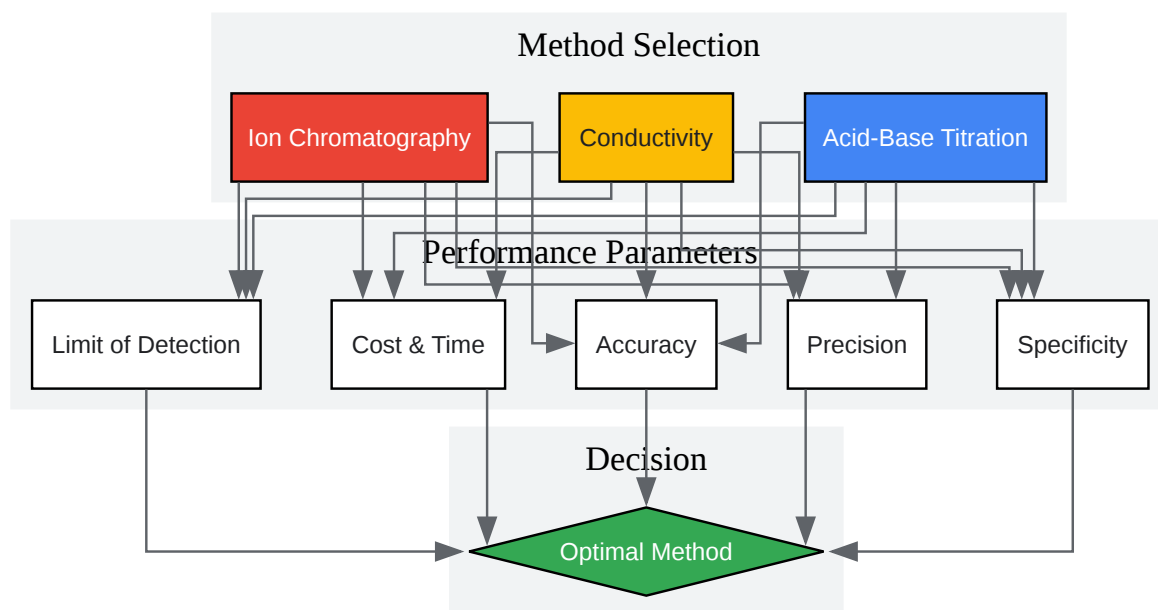 Method Selection
Ion Chromatography
Conductivity
Acid-Base Titration
Performance Parameters
Limit of Detection
Cost & Time
Accuracy
Precision
Specificity
Decision
Optimal Method